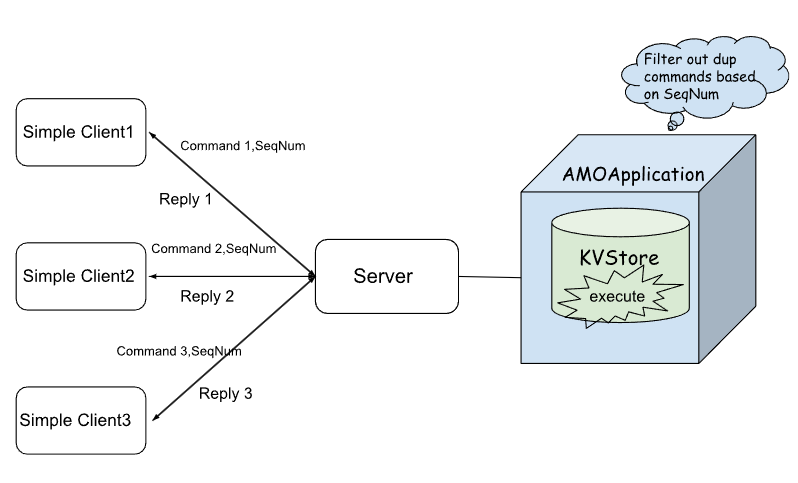 Filter out dup
commands based
on SeqNum
Simple Client1
Command 1,SeqNum
Reply 1
AMOApplication
Simple Client2
Command 2,SeqNum
Reply 2
Server
KVStore
execute
Command 3,SeqNum
Reply 3
Simple Client3